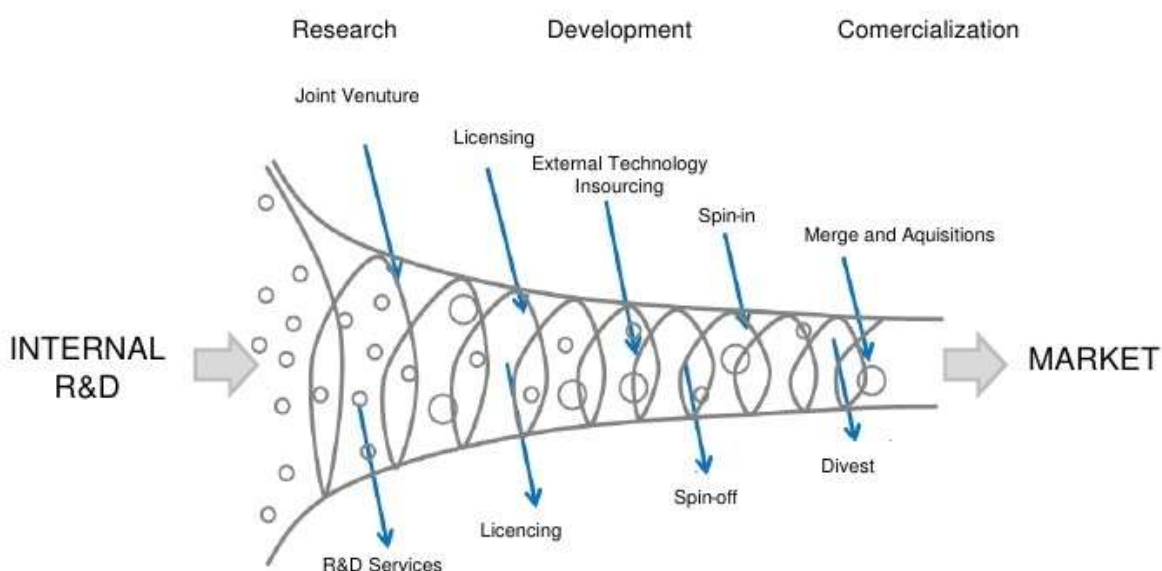 Research Development Comercialization
Joint Venuture
Licensing
External Technology
Insourcing
Spin-in
Merge and Aquisitions
INTERNAL
R&D
MARKET
Divest
Spin-off
Licencing
R&D Services